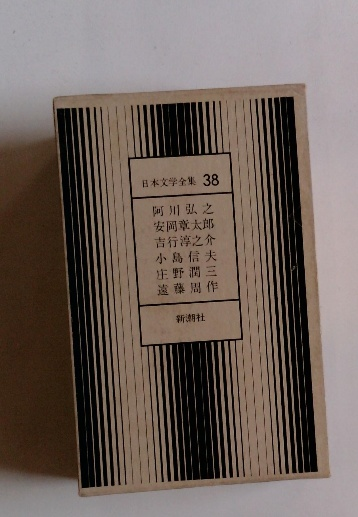 日本文学全集 38
阿川弘之
安岡章太郎
吉行淳之介
小島信夫
庄野潤三
遠藤周作
新潮社